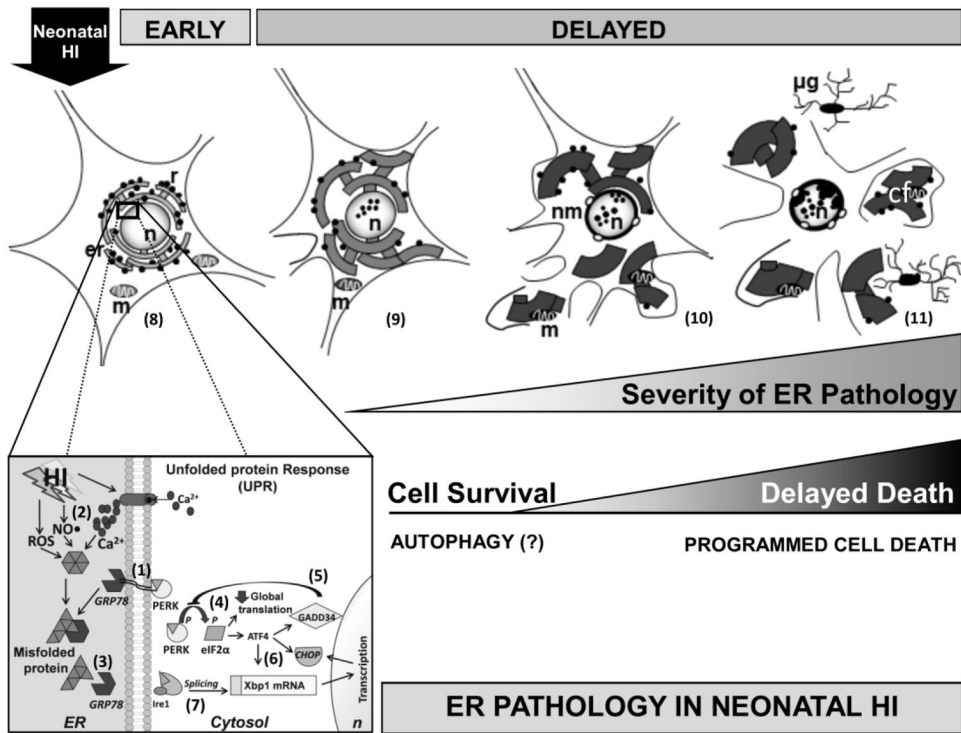 Neonatal
HI
EARLY
DELAYED
r
n
er
m
(8)
n
m
(9)
nm
n
m
(10)
µg
n
cf
(11)
Severity of ER Pathology
Cell Survival
Delayed Death
AUTOPHAGY (?)
PROGRAMMED CELL DEATH
HI
Unfolded protein Response
(UPR)
Ca²⁺
(2)
NO•
ROS
Ca²⁺
(1)
GRP78
PERK
(5)
(4)
Global
translation
GADD34
P
P
PERK
eIF2α
ATF4
CHOP
(6)
Misfolded
protein
(3)
GRP78
Ire1
Splicing
(7)
Xbp1 mRNA
Transcription
ER
Cytosol
n
ER PATHOLOGY IN NEONATAL HI